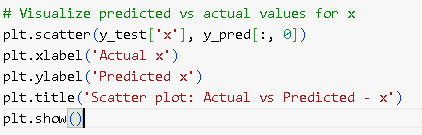 # Visualize predicted vs actual values for x
plt.scatter(y_test['x'], y_pred[:, 0])
plt.xlabel('Actual x')
plt.ylabel('Predicted x')
plt.title('Scatter plot: Actual vs Predicted - x')
plt.show()